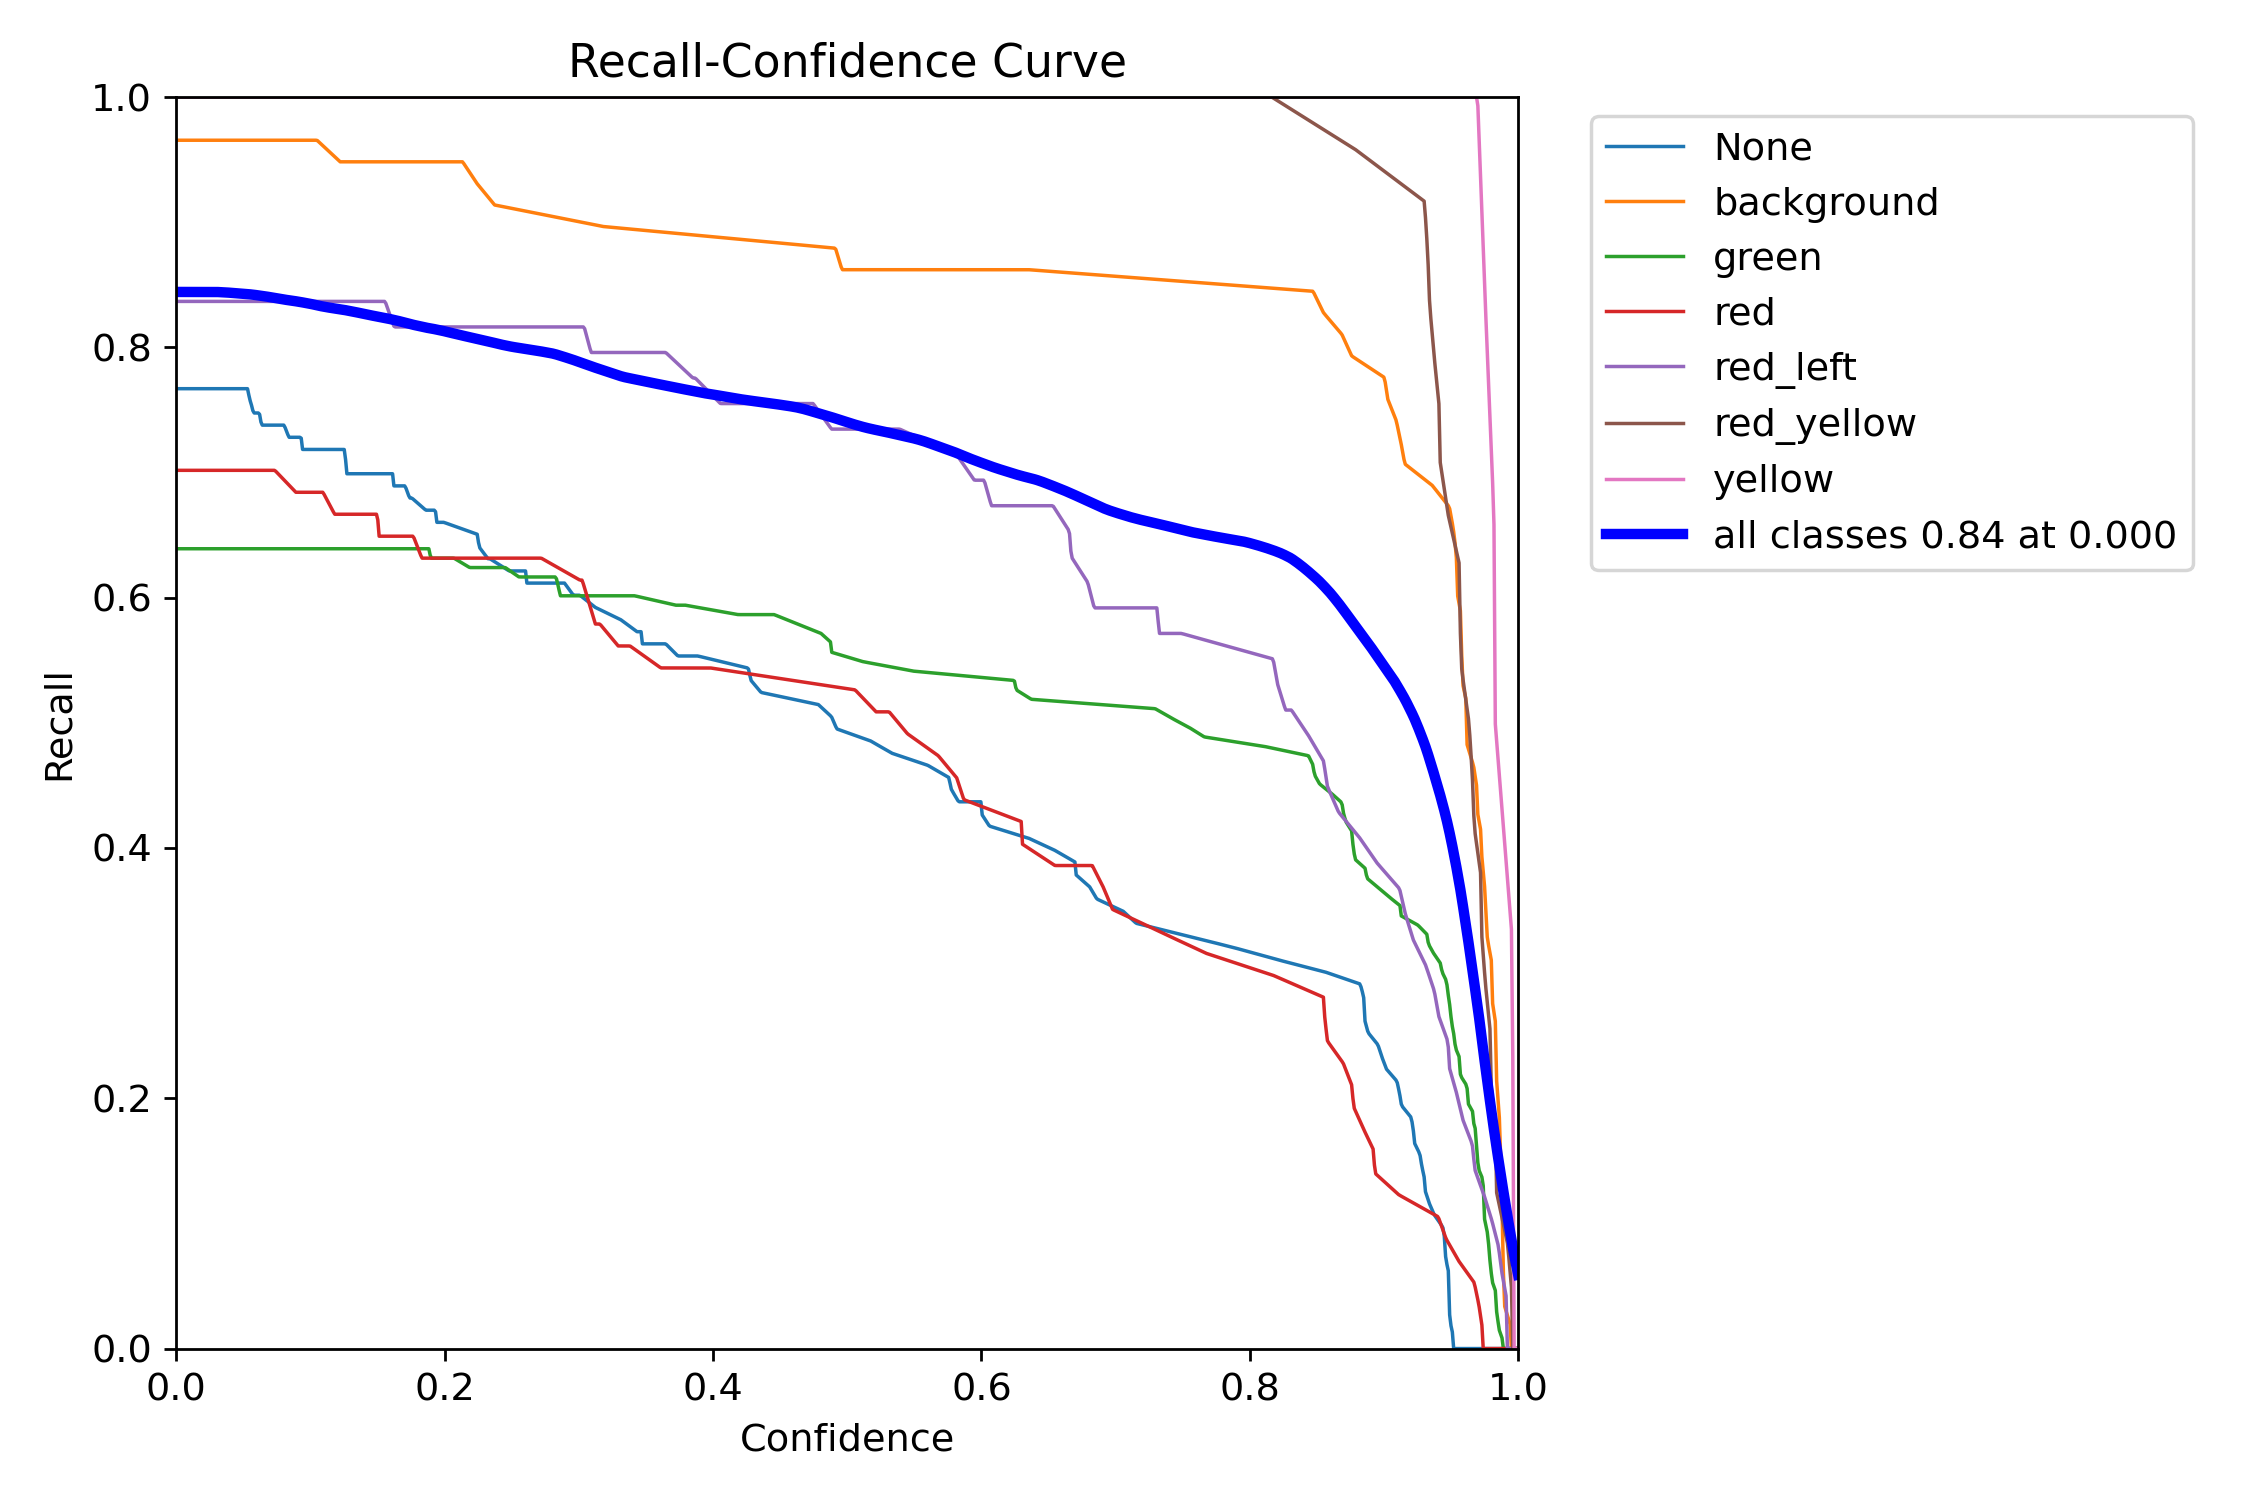 Recall-Confidence Curve
1.0
0.8
0.6
0.4
0.2
0.0
Recall
0.0 0.2 0.4 0.6 0.8 1.0
Confidence
None
background
green
red
red_left
red_yellow
yellow
all classes 0.84 at 0.000